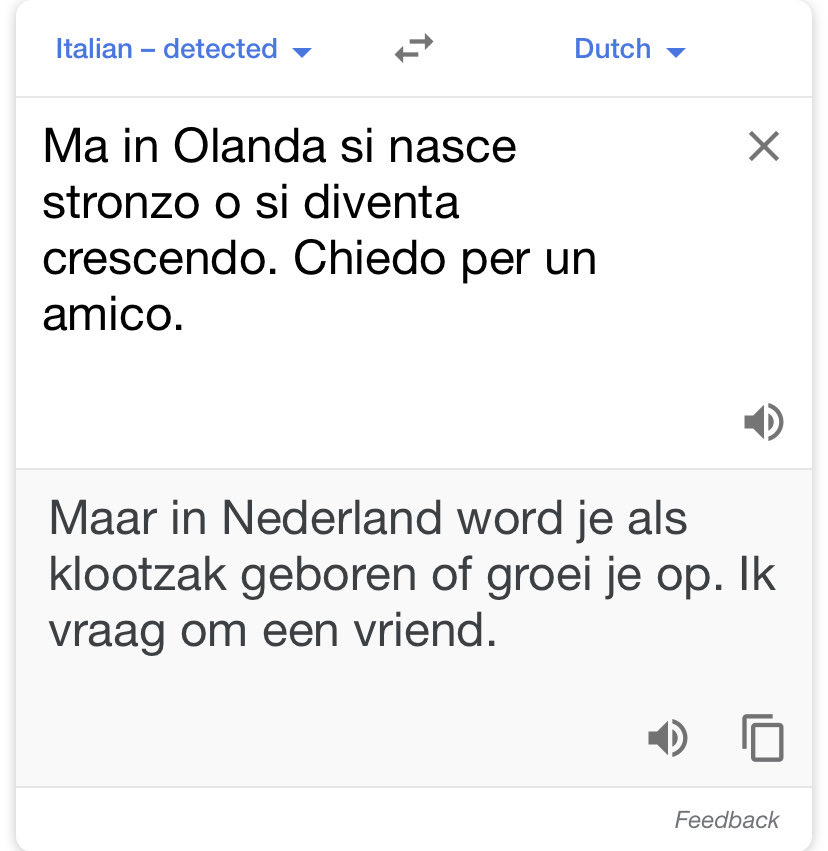 Italian – detected
Dutch
Ma in Olanda si nasce
stronzo o si diventa
crescendo. Chiedo per un
amico.
Maar in Nederland word je als
klootzak geboren of groei je op. Ik
vraag om een vriend.
Feedback